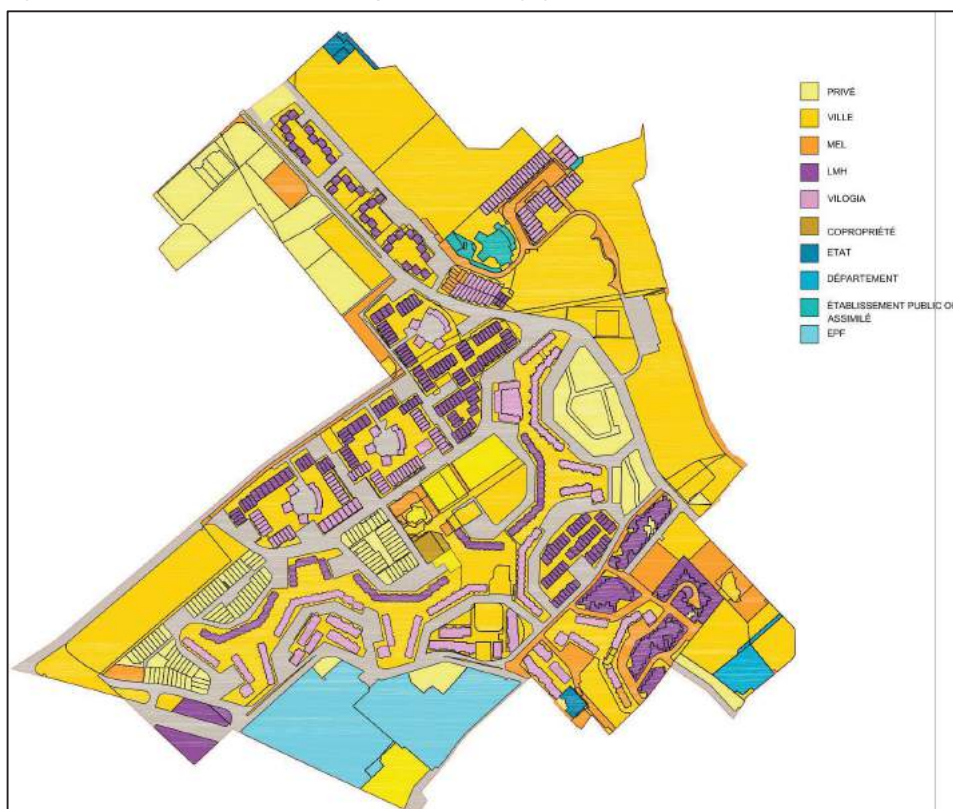 PRIVÉ
VILLE
MEL
LMH
VILOGIA
COPROPRIÉTÉ
ETAT
DÉPARTEMENT
ÉTABLISSEMENT PUBLIC OU
ASSIMILÉ
EPF